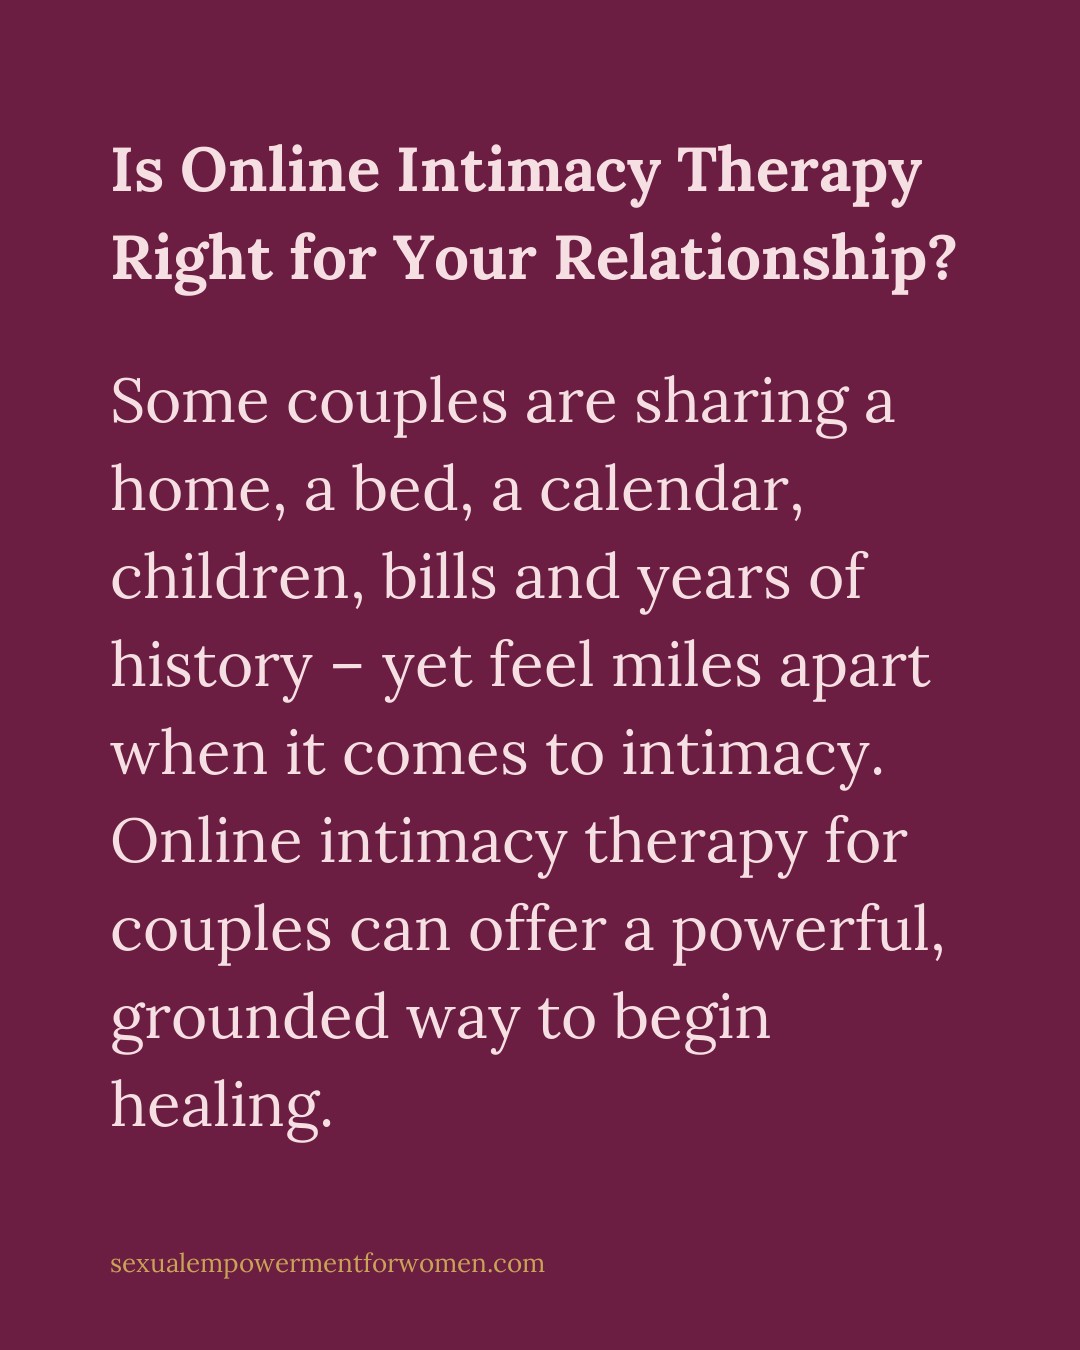 Is Online Intimacy Therapy
Right for Your Relationship?
Some couples are sharing a
home, a bed, a calendar,
children, bills and years of
history – yet feel miles apart
when it comes to intimacy.
Online intimacy therapy for
couples can offer a powerful,
grounded way to begin
healing.
sexualempowermentforwomen.com